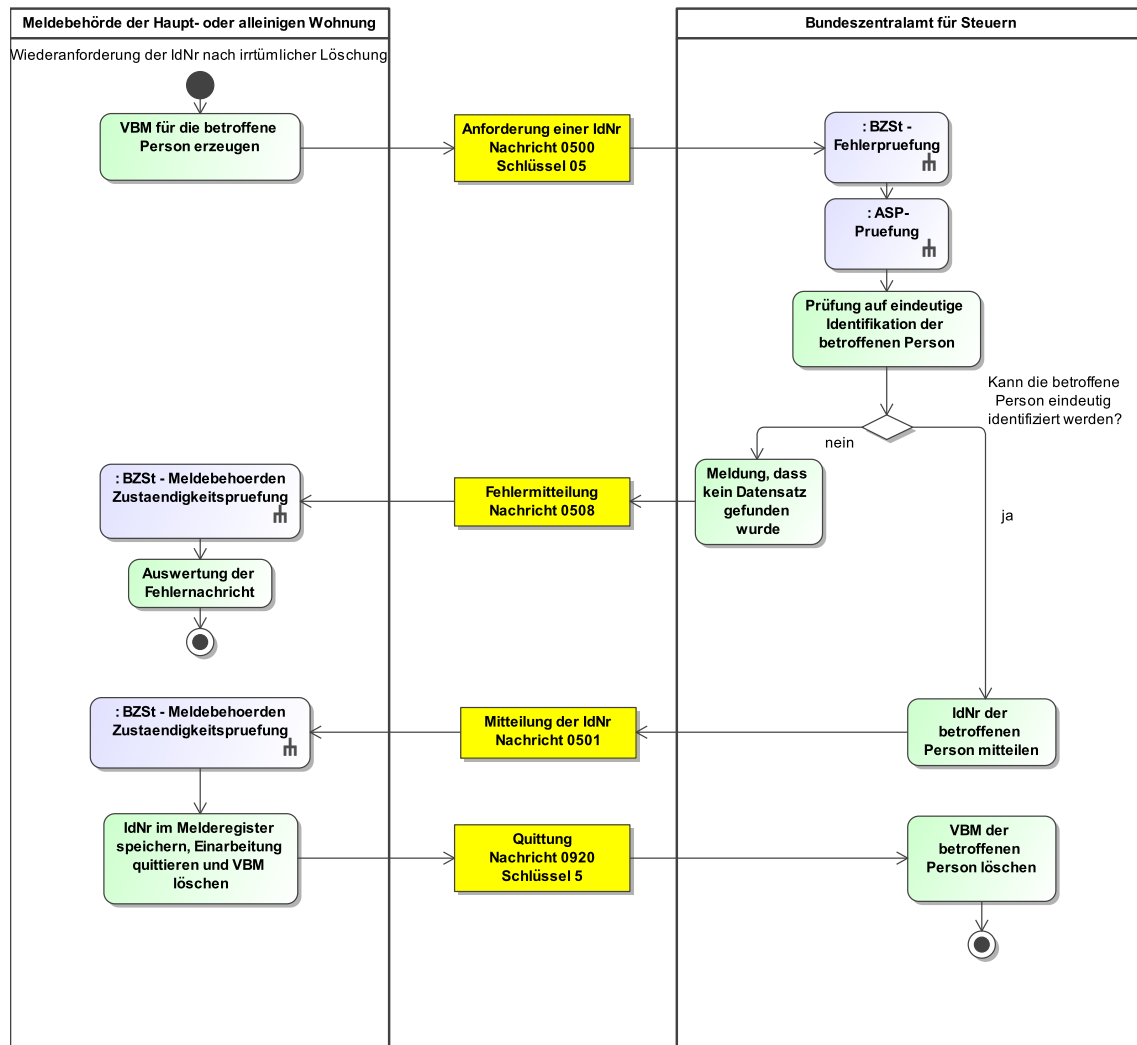 Meldebehörde der Haupt- oder alleinigen Wohnung
Bundeszentralamt für Steuern
Wiederanforderung der IdNr nach irrtümlicher Löschung
VBM für die betroffene
Person erzeugen
Anforderung einer IdNr
Nachricht 0500
Schlüssel 05
: BZSt -
Fehlerpruefung
: ASP-
Pruefung
Prüfung auf eindeutige
Identifikation der
betroffenen Person
Kann die betroffene
Person eindeutig
identifiziert werden?
nein
ja
Meldung, dass
kein Datensatz
gefunden
wurde
Fehlermitteilung
Nachricht 0508
: BZSt - Meldebehoerden
Zustaendigkeitspruefung
Auswertung der
Fehlernachricht
IdNr der
betroffenen
Person mitteilen
Mitteilung der IdNr
Nachricht 0501
: BZSt - Meldebehoerden
Zustaendigkeitspruefung
IdNr im Melderegister
speichern, Einarbeitung
quittieren und VBM
löschen
Quittung
Nachricht 0920
Schlüssel 5
VBM der
betroffenen
Person löschen